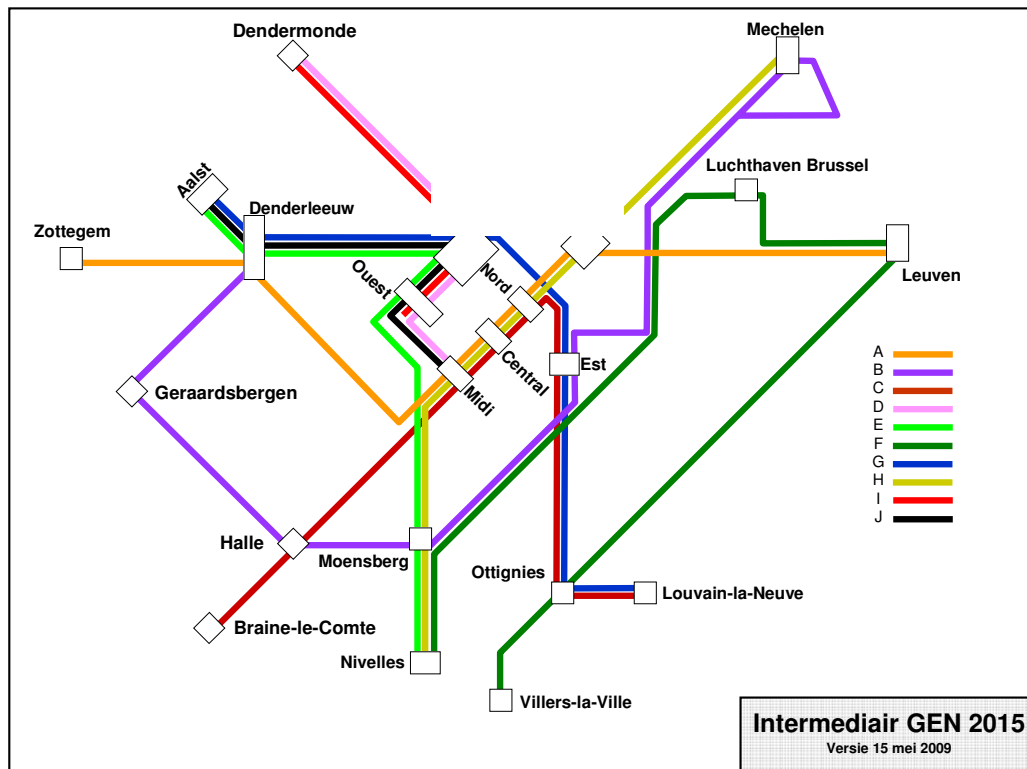 Dendermonde
Mechelen
Luchthaven Brussel
Aalst
Denderleeuw
Zottegem
Leuven
Ouest
Nord
Central
Est
Midi
Geraardsbergen
A
B
C
D
E
F
G
H
I
J
Halle
Moensberg
Ottignies
Louvain-la-Neuve
Braine-le-Comte
Nivelles
Villers-la-Ville
Intermediair GEN 2015
Versie 15 mei 2009